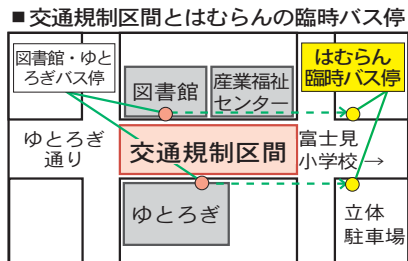 ■交通規制区間とはむらんの臨時バス停
図書館・ゆと
ろぎバス停
図書館
産業福祉
センター
はむらん
臨時バス停
ゆとろぎ
通り
交通規制区間
富士見
小学校 →
ゆとろぎ
立体
駐車場